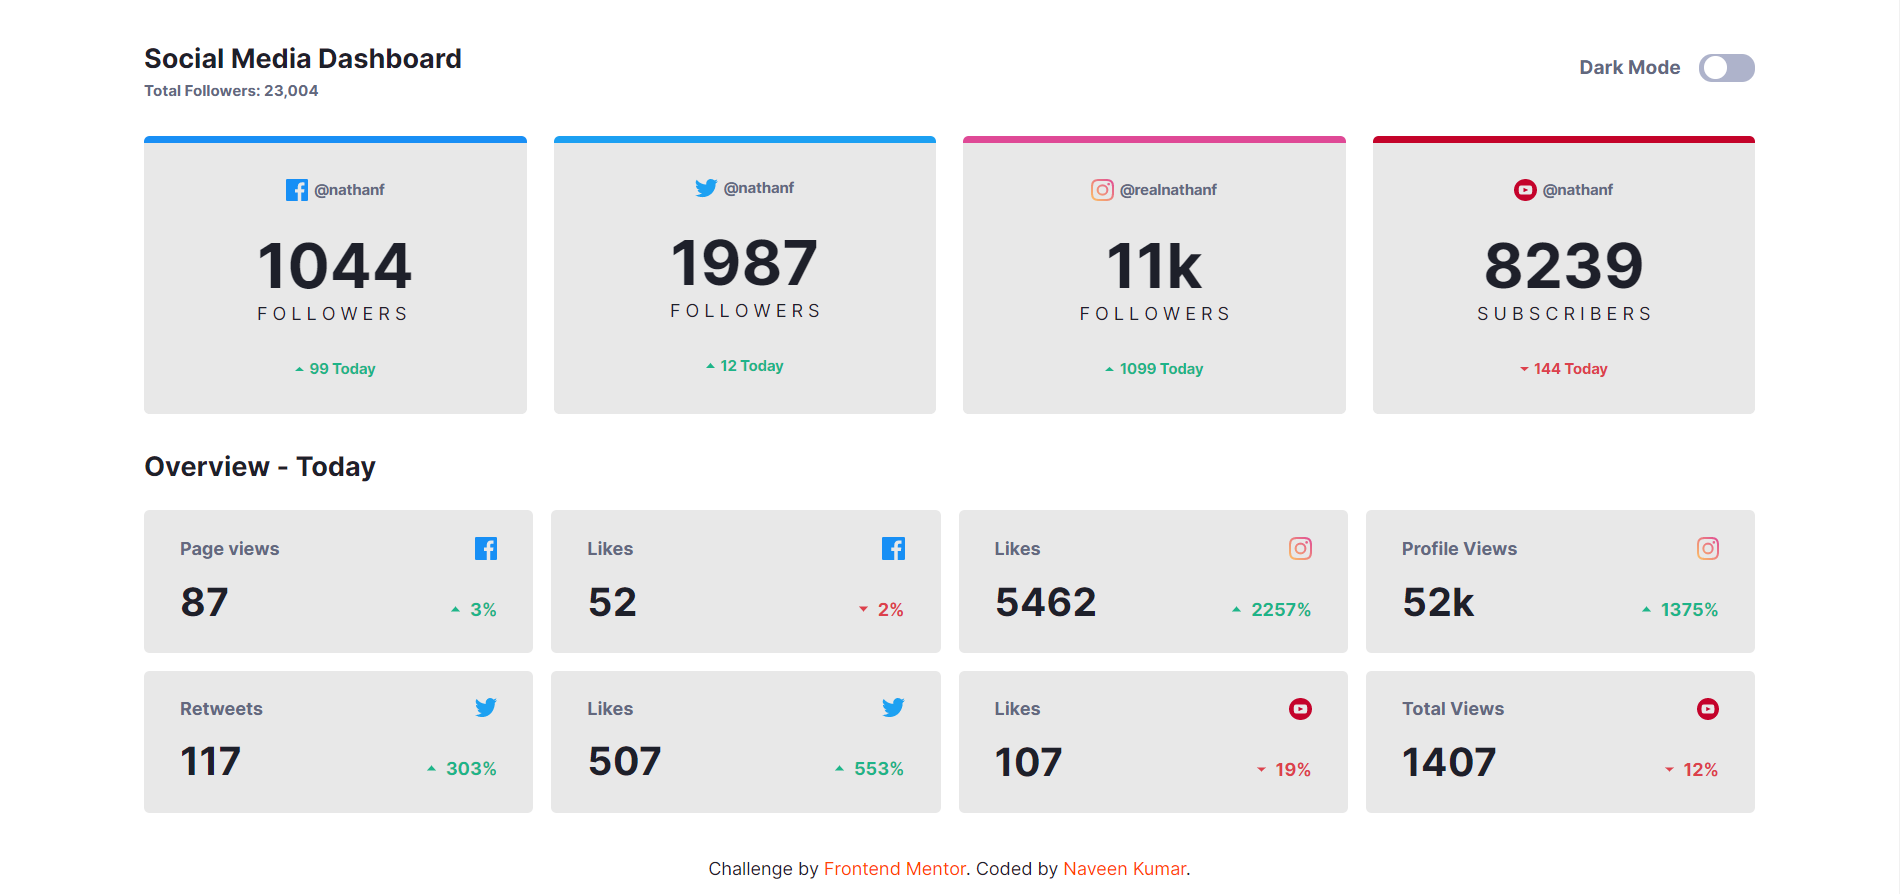 Social Media Dashboard
Total Followers: 23,004
Dark Mode
@nathanf
1044
FOLLOWERS
99 Today
@nathanf
1987
FOLLOWERS
12 Today
@realnathanf
11k
FOLLOWERS
1099 Today
@nathanf
8239
SUBSCRIBERS
144 Today
Overview - Today
Page views
87
3%
Likes
52
2%
Likes
5462
2257%
Profile Views
52k
1375%
Retweets
117
303%
Likes
507
553%
Likes
107
19%
Total Views
1407
12%
Challenge by Frontend Mentor. Coded by Naveen Kumar.